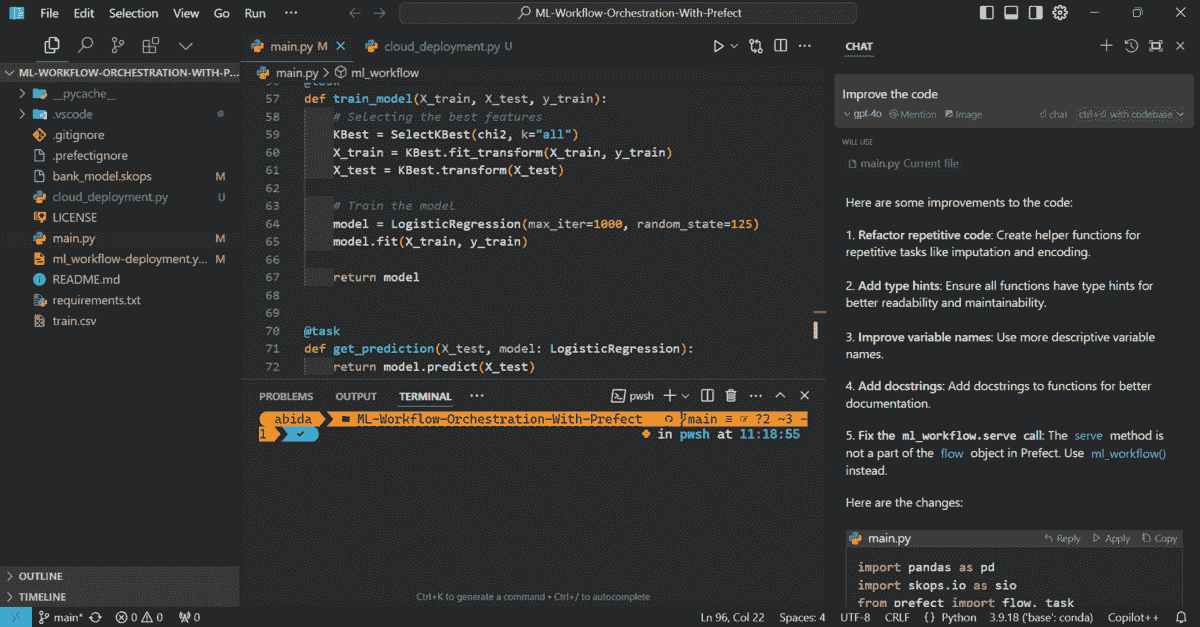 File Edit Selection View Go Run ··· ML-Workflow-Orchestration-With-Prefect
main.py M cloud_deployment.py U
CHAT
ML-WORKFLOW-ORCHESTRATION-WITH-P...
__pycache__
.vscode
.gitignore
.prefectignore
bank_model.skops M
cloud_deployment.py U
LICENSE
main.py M
ml_workflow-deployment.y... M
README.md
requirements.txt
train.csv
OUTLINE
TIMELINE
main.py > ml_workflow
57 def train_model(X_train, X_test, y_train):
58 # Selecting the best features
59 KBest = SelectKBest(chi2, k="all")
60 X_train = KBest.fit_transform(X_train, y_train)
61 X_test = KBest.transform(X_test)
62
63 # Train the model
64 model = LogisticRegression(max_iter=1000, random_state=125)
65 model.fit(X_train, y_train)
66
67 return model
68
69
70 @task
71 def get_prediction(X_test, model: LogisticRegression):
72 return model.predict(X_test)
PROBLEMS OUTPUT TERMINAL ··· pwsh
abida ML-Workflow-Orchestration-With-Prefect main ≡ ?2 ~3
1 in pwsh at 11:18:55
Ctrl+K to generate a command • Ctrl+/ to autocomplete
Improve the code
gpt-4o @ Mention Image chat ctrl+⏎ with codebase
WILL USE
main.py Current file
Here are some improvements to the code:
1. Refactor repetitive code: Create helper functions for
repetitive tasks like imputation and encoding.
2. Add type hints: Ensure all functions have type hints for
better readability and maintainability.
3. Improve variable names: Use more descriptive variable
names.
4. Add docstrings: Add docstrings to functions for better
documentation.
5. Fix the ml_workflow.serve call: The serve method is
not a part of the flow object in Prefect. Use ml_workflow()
instead.
Here are the changes:
main.py Reply Apply Copy
import pandas as pd
import skops.io as sio
from prefect import flow, task
main* 0 0 0 Ln 96, Col 22 Spaces: 4 UTF-8 CRLF {} Python 3.9.18 ('base': conda) Copilot++